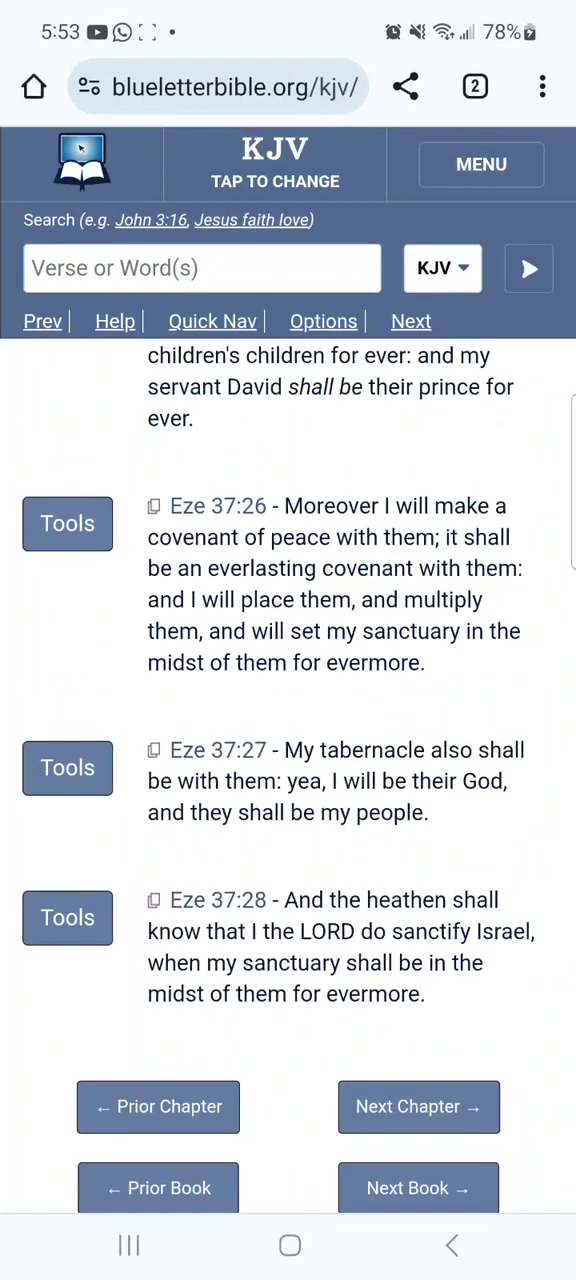 5:53
78%
blueletterbible.org/kjv/
2
KJV
TAP TO CHANGE
MENU
Search (e.g. John 3:16, Jesus faith love)
Verse or Word(s)
KJV
Prev| Help| Quick Nav| Options| Next
children's children for ever: and my
servant David shall be their prince for
ever.
Tools
Eze 37:26 - Moreover I will make a
covenant of peace with them; it shall
be an everlasting covenant with them:
and I will place them, and multiply
them, and will set my sanctuary in the
midst of them for evermore.
Tools
Eze 37:27 - My tabernacle also shall
be with them: yea, I will be their God,
and they shall be my people.
Tools
Eze 37:28 - And the heathen shall
know that I the LORD do sanctify Israel,
when my sanctuary shall be in the
midst of them for evermore.
← Prior Chapter
Next Chapter →
← Prior Book
Next Book →